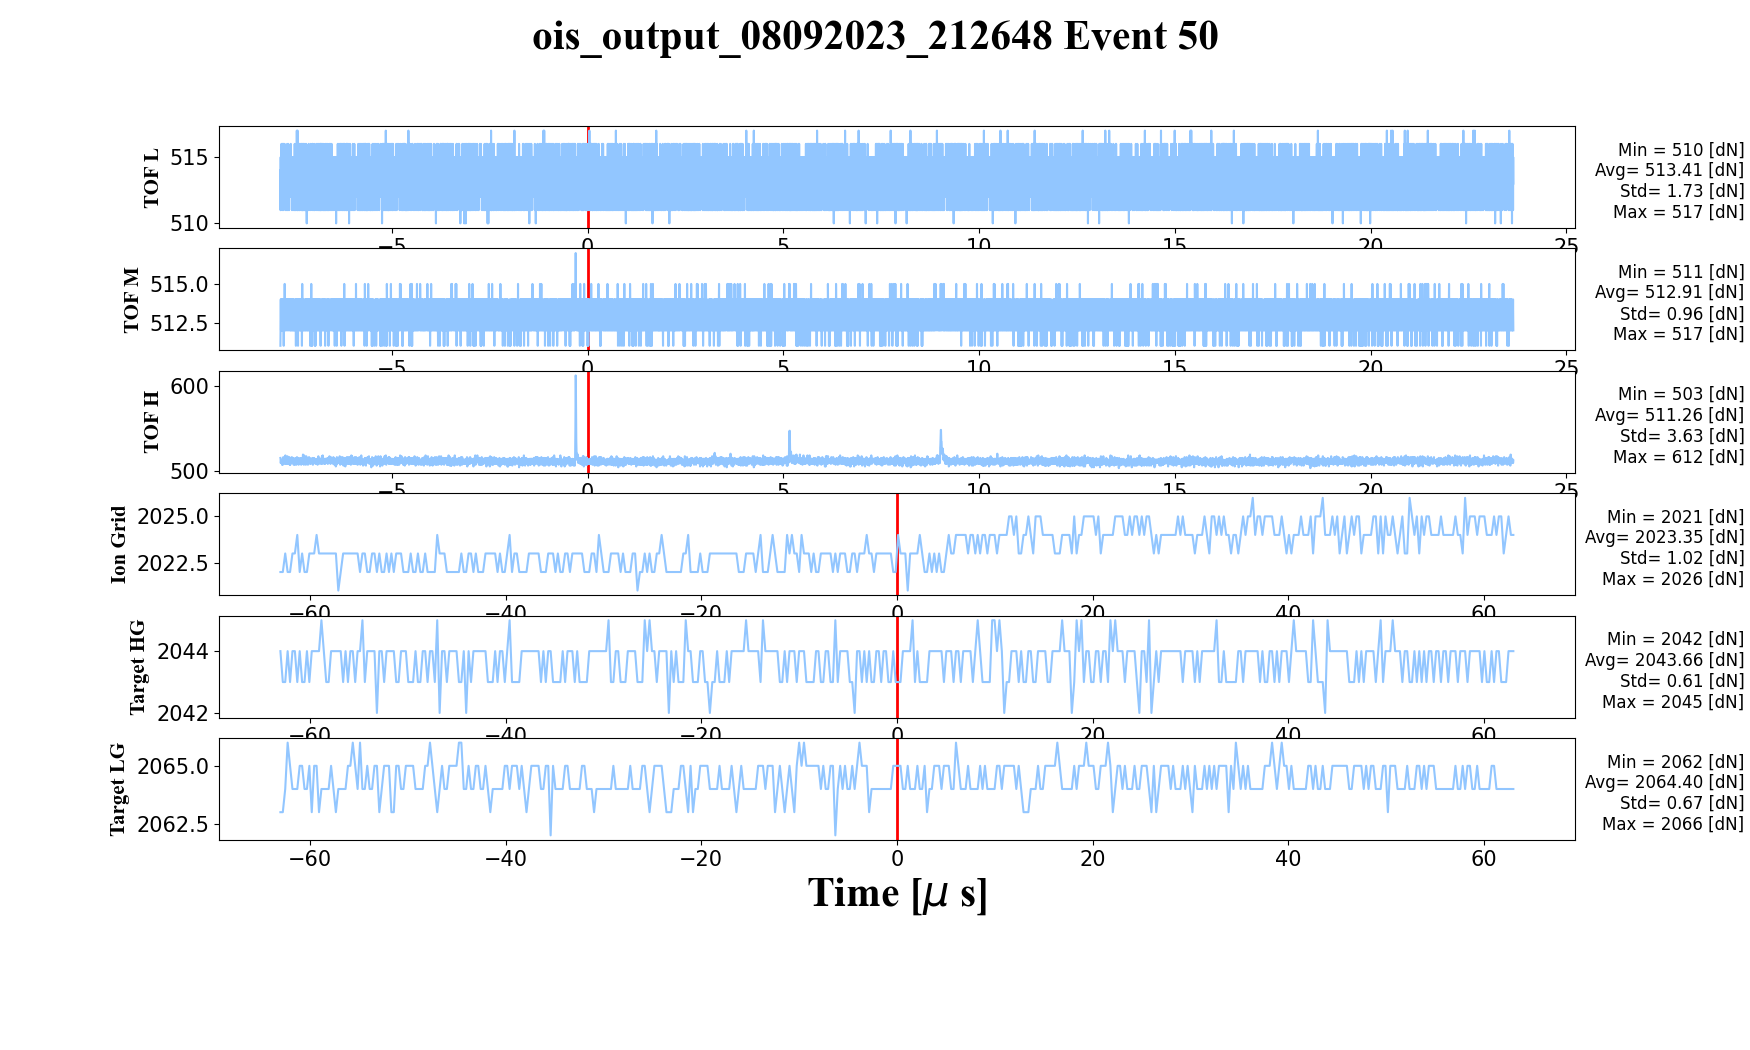 ois_output_08092023_212648 Event 50
TOF L
515
510
−5 0 5 10 15 20 25
Min = 510 [dN]
Avg= 513.41 [dN]
Std= 1.73 [dN]
Max = 517 [dN]
TOF M
515.0
512.5
−5 0 5 10 15 20 25
Min = 511 [dN]
Avg= 512.91 [dN]
Std= 0.96 [dN]
Max = 517 [dN]
TOF H
600
500
−5 0 5 10 15 20 25
Min = 503 [dN]
Avg= 511.26 [dN]
Std= 3.63 [dN]
Max = 612 [dN]
Ion Grid
2025.0
2022.5
−60 −40 −20 0 20 40 60
Min = 2021 [dN]
Avg= 2023.35 [dN]
Std= 1.02 [dN]
Max = 2026 [dN]
Target HG
2044
2042
−60 −40 −20 0 20 40 60
Min = 2042 [dN]
Avg= 2043.66 [dN]
Std= 0.61 [dN]
Max = 2045 [dN]
Target LG
2065.0
2062.5
−60 −40 −20 0 20 40 60
Min = 2062 [dN]
Avg= 2064.40 [dN]
Std= 0.67 [dN]
Max = 2066 [dN]
Time [μ s]